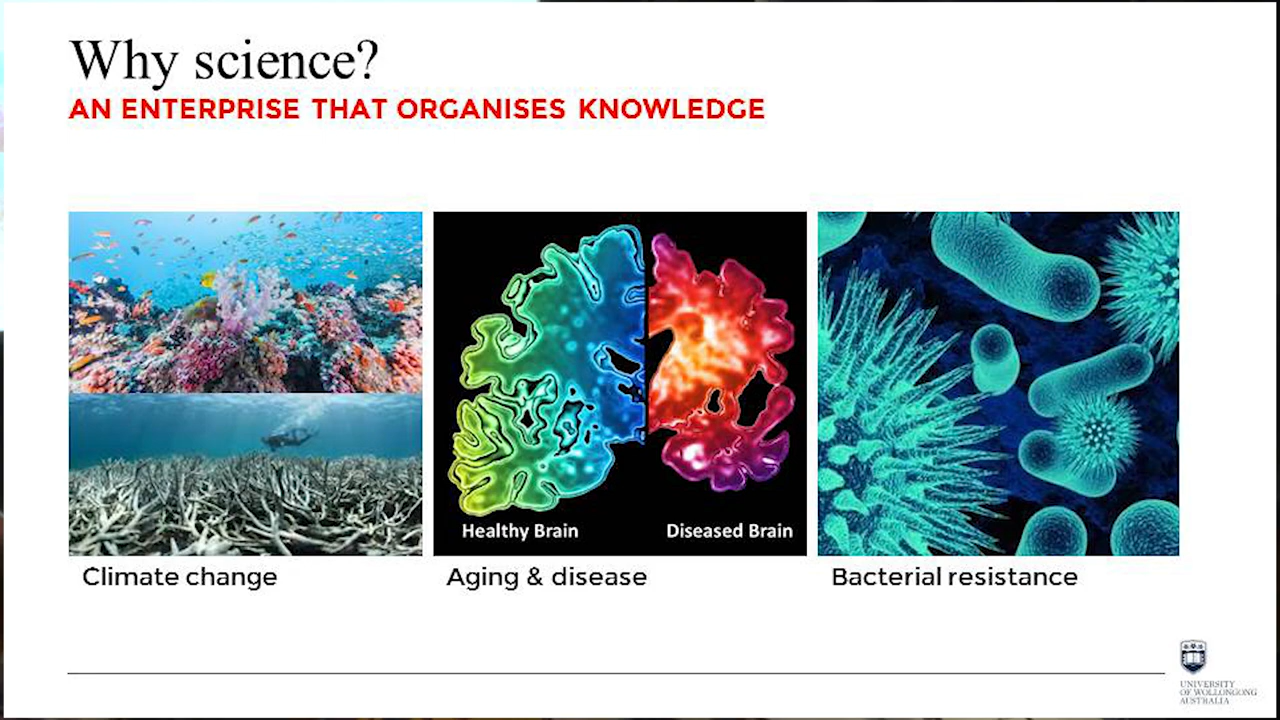 Why science?
AN ENTERPRISE THAT ORGANISES KNOWLEDGE
Healthy Brain
Diseased Brain
Climate change
Aging & disease
Bacterial resistance
UNIVERSITY
OF WOLLONGONG
AUSTRALIA